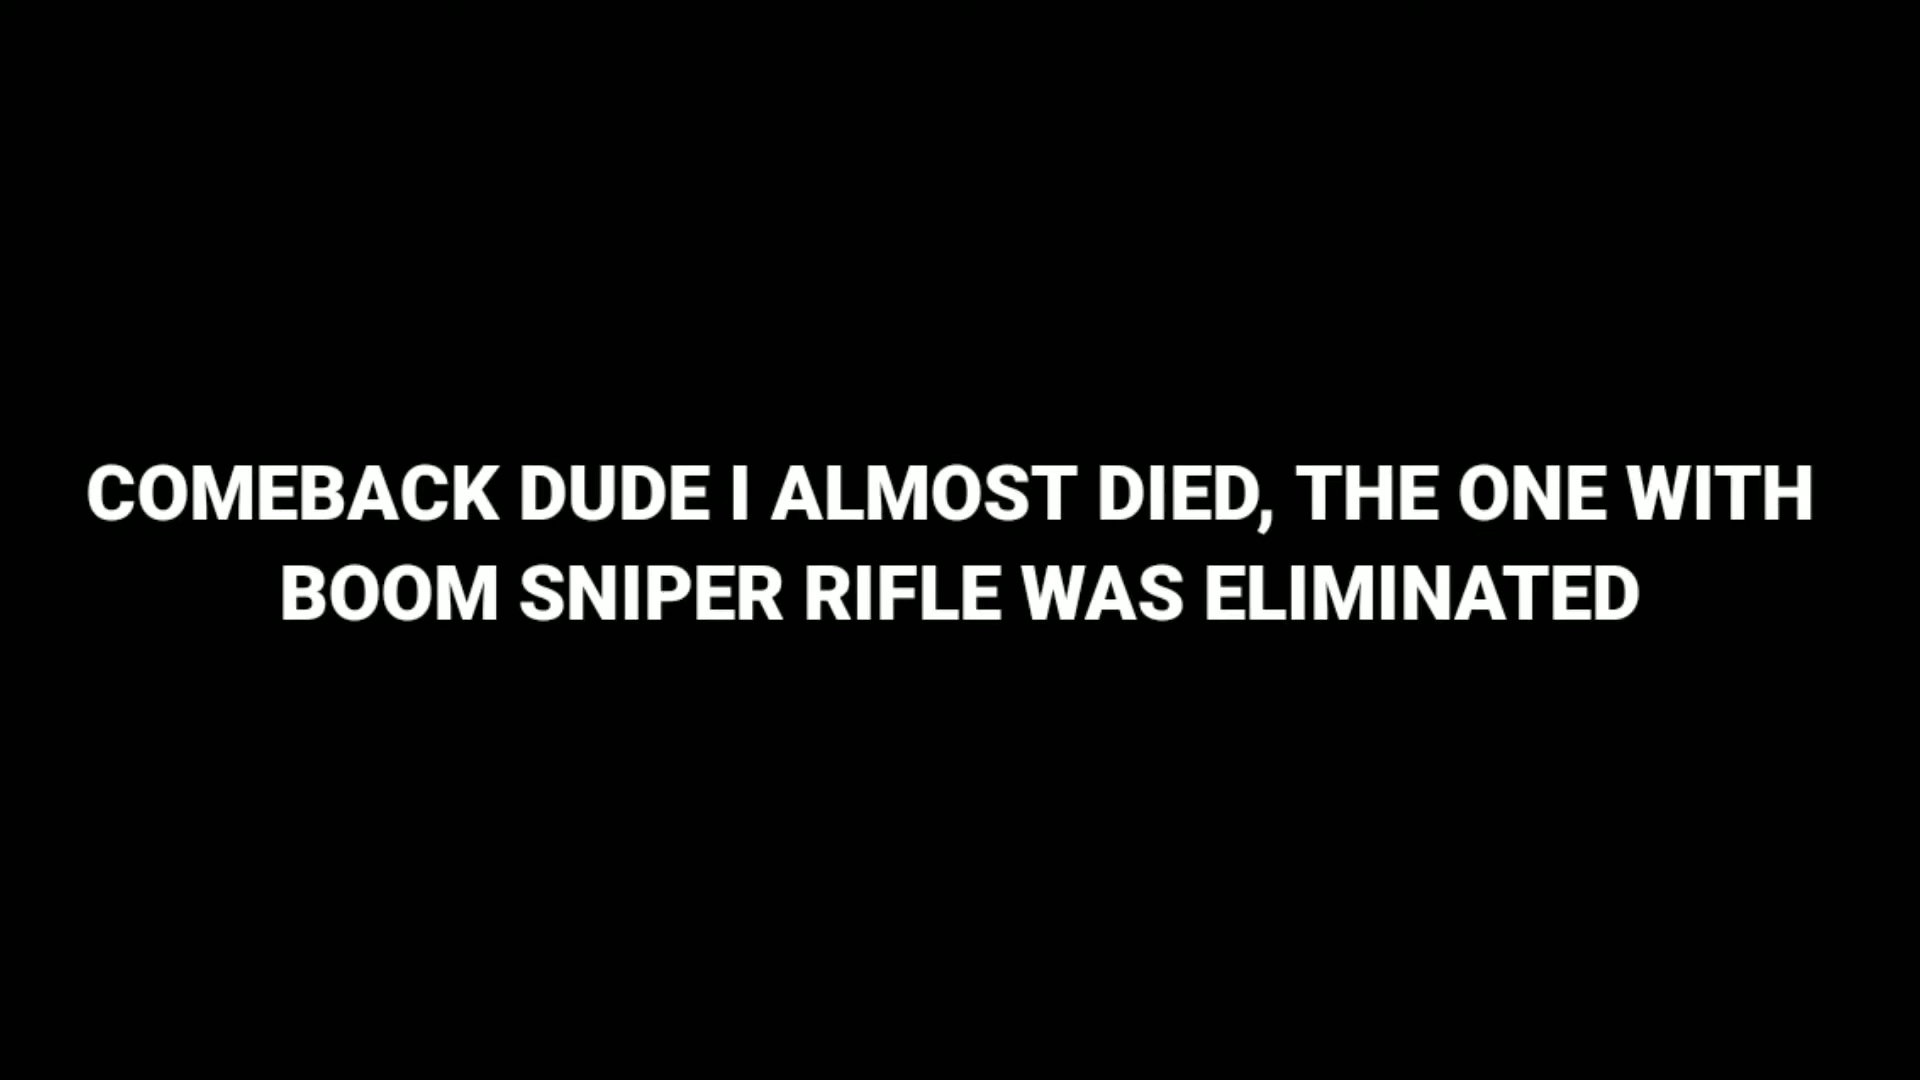 COMEBACK DUDE I ALMOST DIED, THE ONE WITH
BOOM SNIPER RIFLE WAS ELIMINATED